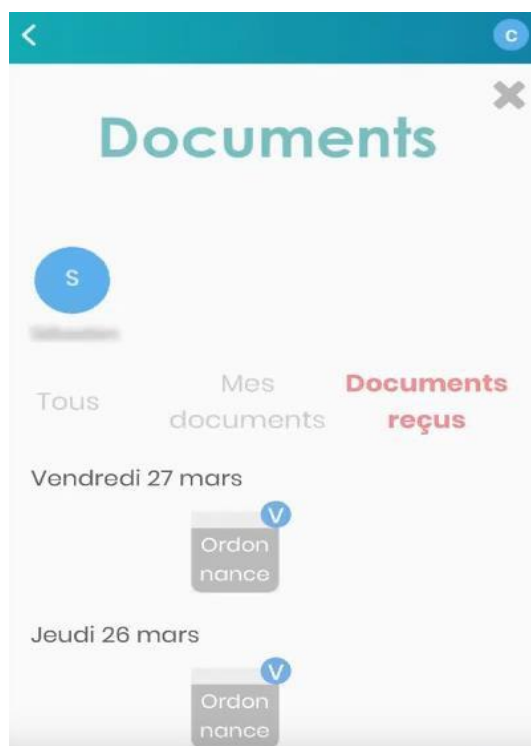 C
Documents
S
Tous
Mes
documents
Documents
reçus
Vendredi 27 mars
V
Ordon
nance
Jeudi 26 mars
V
Ordon
nance